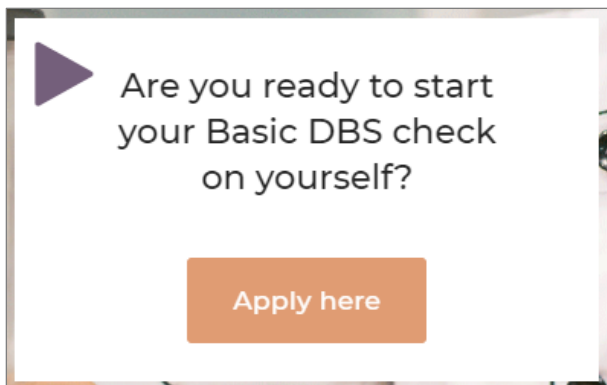 Are you ready to start
your Basic DBS check
on yourself?
Apply here